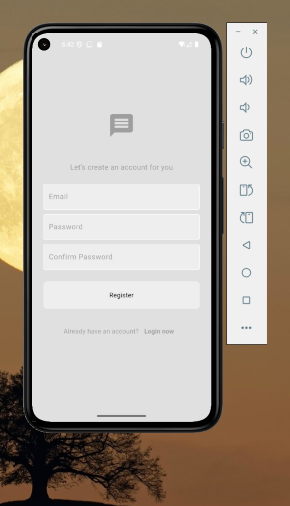 6:42
Let's create an account for you
Email
Password
Confirm Password
Register
Already have an account? Login now